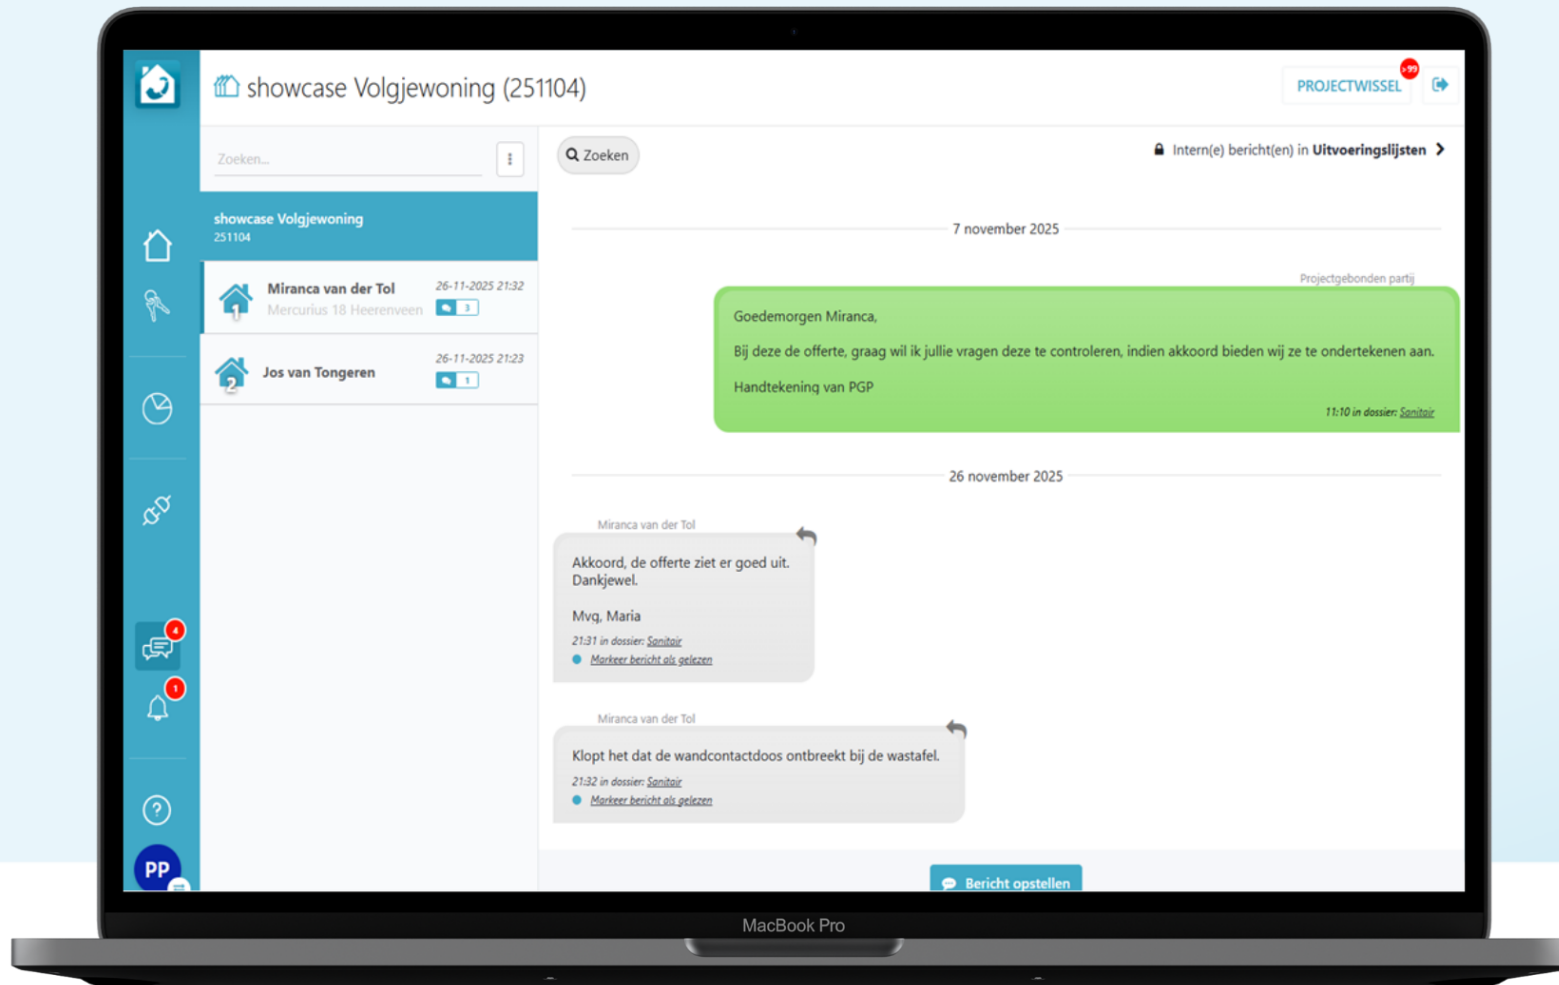 showcase Volgjewoning (251104)
PROJECTWISSEL
>99
Zoeken...
Zoeken
Intern(e) bericht(en) in Uitvoeringslijsten
showcase Volgjewoning
251104
1
Miranca van der Tol
26-11-2025 21:32
Mercurius 18 Heerenveen
3
2
Jos van Tongeren
26-11-2025 21:23
1
7 november 2025
Projectgebonden partij
Goedemorgen Miranca,
Bij deze de offerte, graag wil ik jullie vragen deze te controleren, indien akkoord bieden wij ze te ondertekenen aan.
Handtekening van PGP
11:10 in dossier: Sanitair
26 november 2025
Miranca van der Tol
Akkoord, de offerte ziet er goed uit.
Dankjewel.
Mvg, Maria
21:31 in dossier: Sanitair
Markeer bericht als gelezen
Miranca van der Tol
Klopt het dat de wandcontactdoos ontbreekt bij de wastafel.
21:32 in dossier: Sanitair
Markeer bericht als gelezen
Bericht opstellen
4
1
?
PP
MacBook Pro